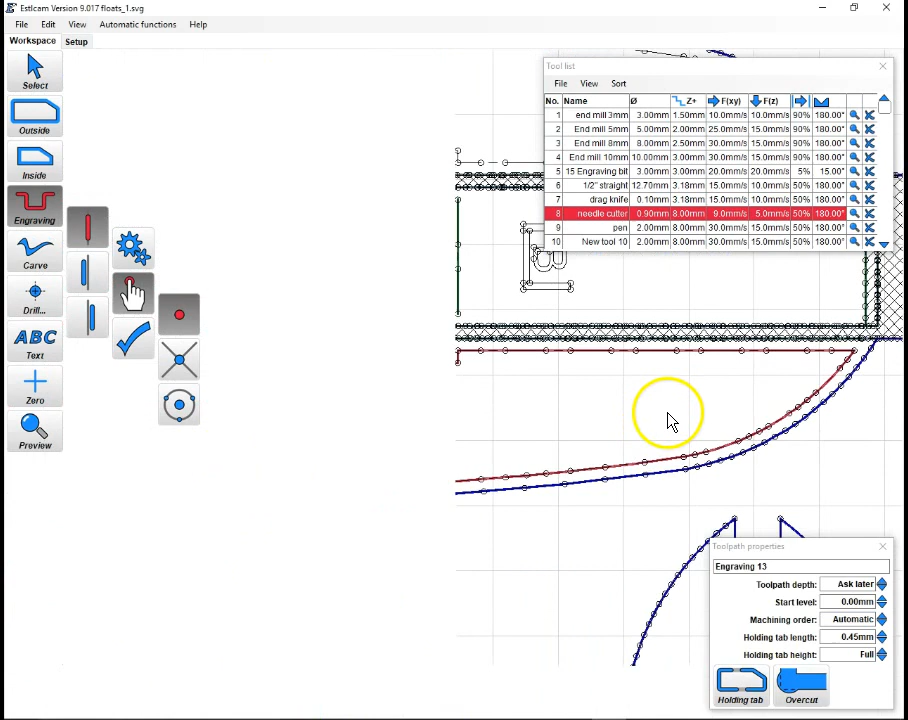 Estlcam Version 9.017 floats_1.svg
File Edit View Automatic functions Help
Workspace Setup
Select
Outside
Inside
Engraving
Carve
Drill...
ABC
Text
Zero
Preview
Tool list
File View Sort
No. Name Ø Z+ F(xy) F(z)
1 end mill 3mm 3.00mm 1.50mm 10.0mm/s 10.0mm/s 90% 180.00°
2 End mill 5mm 5.00mm 2.00mm 25.0mm/s 15.0mm/s 90% 180.00°
3 End mill 8mm 8.00mm 2.50mm 30.0mm/s 20.0mm/s 90% 180.00°
4 End mill 10mm 10.00mm 3.00mm 30.0mm/s 15.0mm/s 90% 180.00°
5 15 Engraving bit 3.00mm 3.00mm 20.0mm/s 20.0mm/s 5% 15.00°
6 1/2" straight 12.70mm 3.18mm 15.0mm/s 10.0mm/s 90% 180.00°
7 drag knife 0.10mm 3.18mm 15.0mm/s 15.0mm/s 50% 180.00°
8 needle cutter 0.90mm 8.00mm 9.0mm/s 5.0mm/s 50% 180.00°
9 pen 2.00mm 8.00mm 30.0mm/s 15.0mm/s 50% 180.00°
10 New tool 10 2.00mm 8.00mm 30.0mm/s 15.0mm/s 50% 180.00°
Toolpath properties
Engraving 13
Toolpath depth: Ask later
Start level: 0.00mm
Machining order: Automatic
Holding tab length: 0.45mm
Holding tab height: Full
Holding tab Overcut